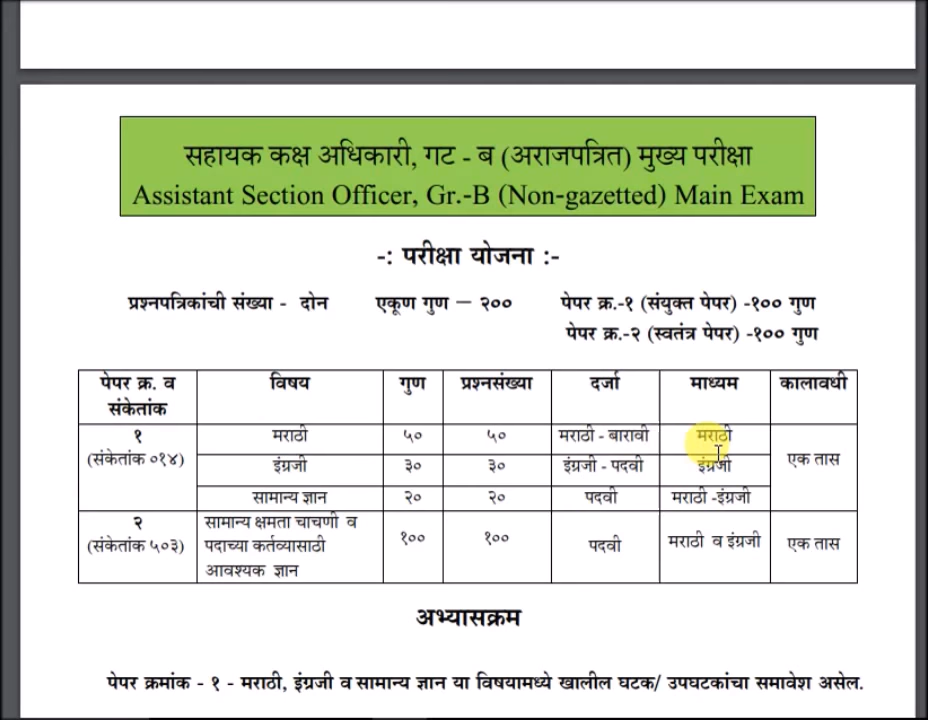 सहायक कक्ष अधिकारी, गट - ब (अराजपत्रित) मुख्य परीक्षा
Assistant Section Officer, Gr.-B (Non-gazetted) Main Exam
-: परीक्षा योजना :-
प्रश्नपत्रिकांची संख्या - दोन एकूण गुण – २०० पेपर क्र.-१ (संयुक्त पेपर) -१०० गुण
पेपर क्र.-२ (स्वतंत्र पेपर) -१०० गुण
पेपर क्र. व संकेतांक विषय गुण प्रश्नसंख्या दर्जा माध्यम कालावधी
१ (संकेतांक ०१४) मराठी ५० ५० मराठी - बारावी मराठी एक तास
इंग्रजी ३० ३० इंग्रजी - पदवी इंग्रजी
सामान्य ज्ञान २० २० पदवी मराठी -इंग्रजी
२ (संकेतांक ५०३) सामान्य क्षमता चाचणी व पदाच्या कर्तव्यासाठी आवश्यक ज्ञान १०० १०० पदवी मराठी व इंग्रजी एक तास
अभ्यासक्रम
पेपर क्रमांक - १ - मराठी, इंग्रजी व सामान्य ज्ञान या विषयामध्ये खालील घटक/ उपघटकांचा समावेश असेल.